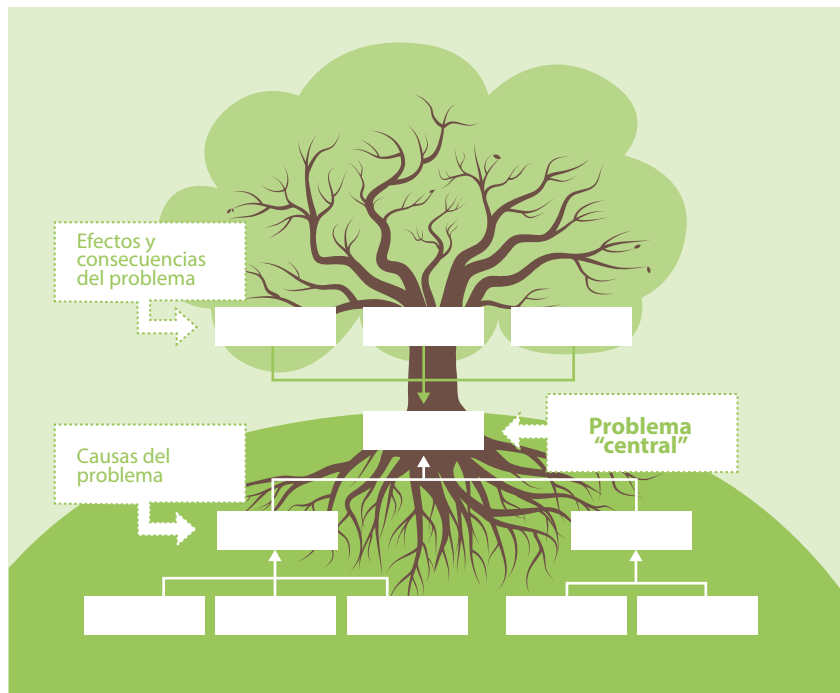 Efectos y
consecuencias
del problema
Problema
“central”
Causas del
problema